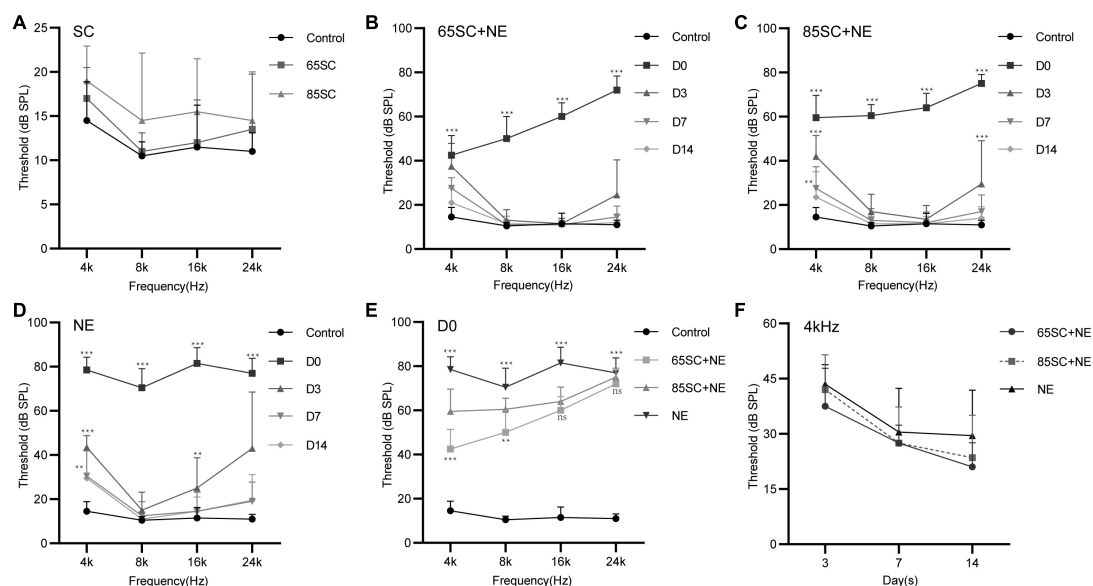 A
SC
Threshold (dB SPL)
25
20
15
10
5
0
4k 8k 16k 24k
Frequency(Hz)
Control
65SC
85SC
B
65SC+NE
Threshold (dB SPL)
100
80
60
40
20
0
***
***
***
***
4k 8k 16k 24k
Frequency(Hz)
Control
D0
D3
D7
D14
C
85SC+NE
Threshold (dB SPL)
100
80
60
40
20
0
***
***
***
***
***
***
**
4k 8k 16k 24k
Frequency(Hz)
Control
D0
D3
D7
D14
D
NE
Threshold (dB SPL)
100
80
60
40
20
0
***
***
***
***
***
**
**
4k 8k 16k 24k
Frequency(Hz)
Control
D0
D3
D7
D14
E
D0
Threshold (dB SPL)
100
80
60
40
20
0
***
***
***
***
ns
ns
**
***
4k 8k 16k 24k
Frequency(Hz)
Control
65SC+NE
85SC+NE
NE
F
4kHz
Threshold (dB SPL)
60
45
30
15
0
3 7 14
Day(s)
65SC+NE
85SC+NE
NE